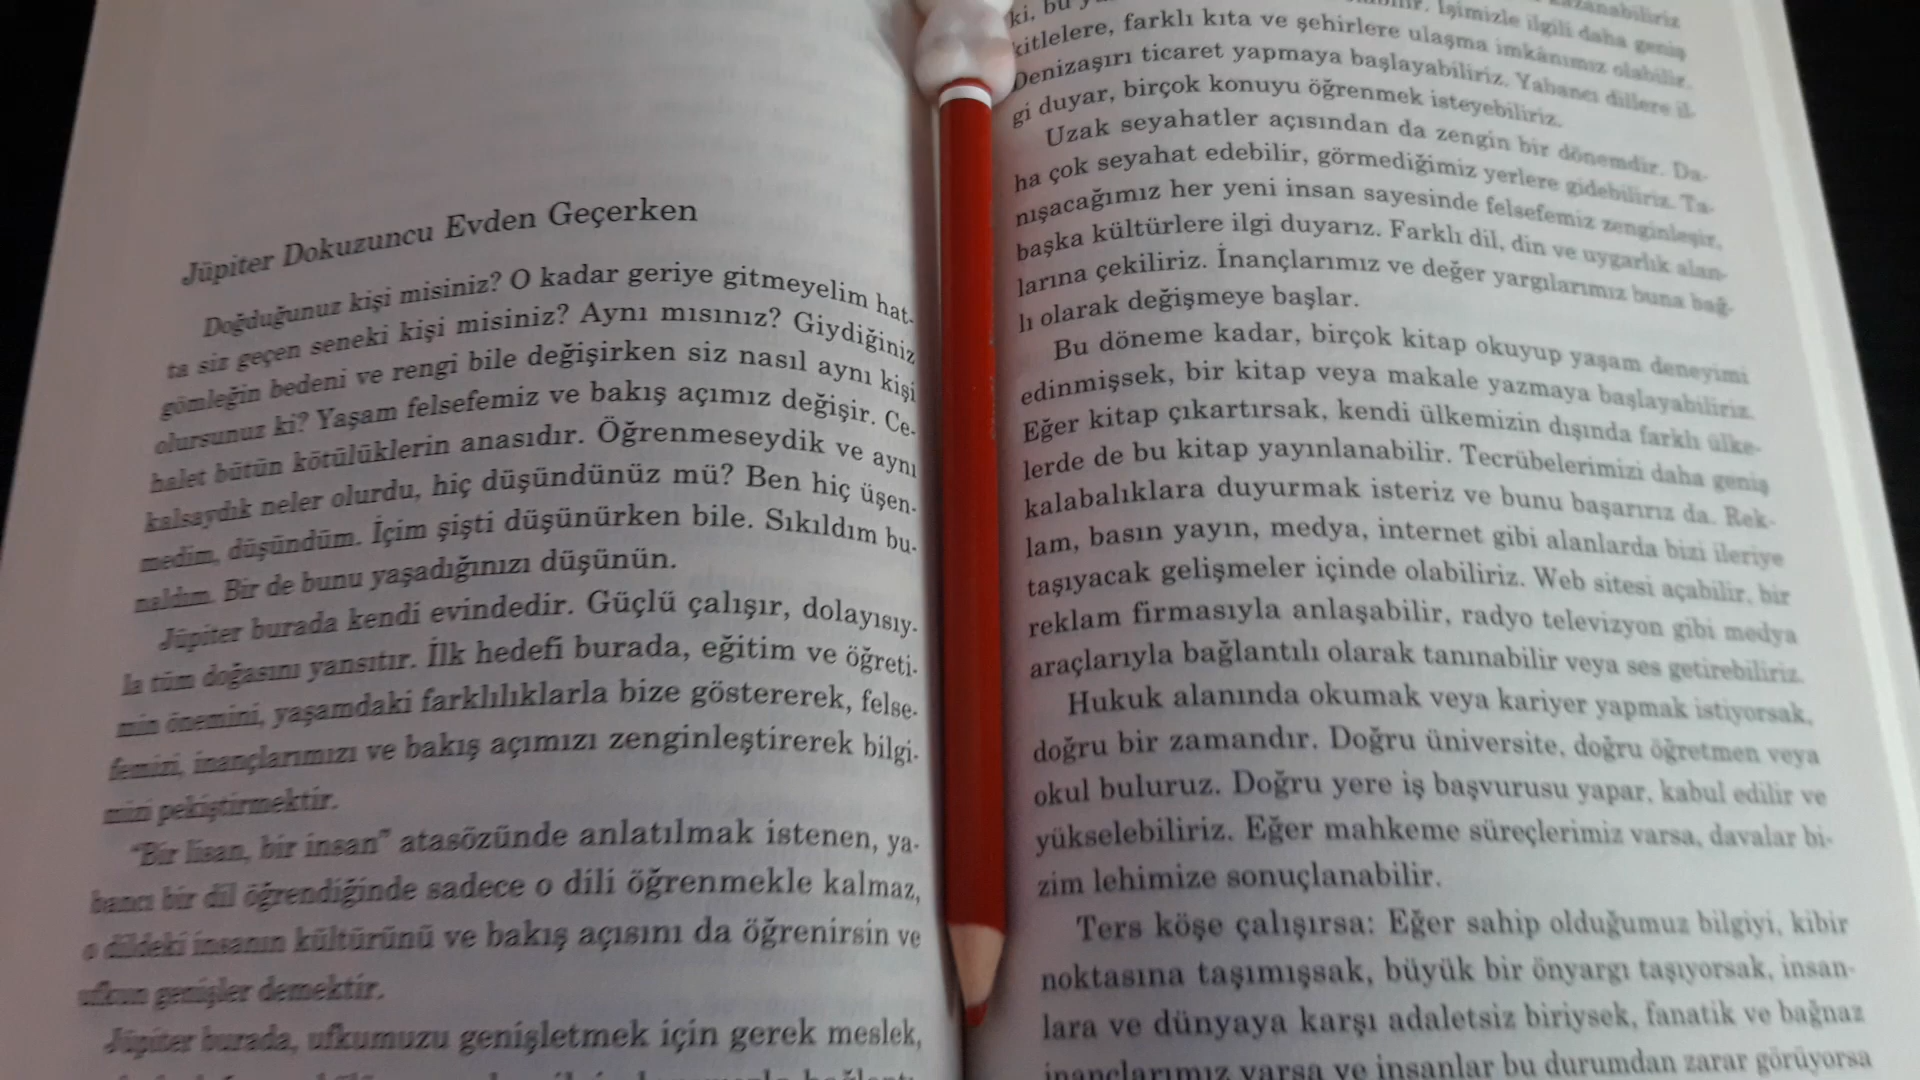 Jüpiter Dokuzuncu Evden Geçerken
Doğduğunuz kişi misiniz? O kadar geriye gitmeyelim hat-
ta siz geçen seneki kişi misiniz? Aynı mısınız? Giydiğiniz
gömleğin bedeni ve rengi bile değişirken siz nasıl aynı kişi
olursunuz ki? Yaşam felsefemiz ve bakış açımız değişir. Ce-
halet bütün kötülüklerin anasıdır. Öğrenmeseydik ve aynı
kalsaydık neler olurdu, hiç düşündünüz mü? Ben hiç üşen-
medim, düşündüm. İçim şişti düşünürken bile. Sıkıldım bu-
naldım. Bir de bunu yaşadığınızı düşünün.
Jüpiter burada kendi evindedir. Güçlü çalışır, dolayısıy-
la tüm doğasını yansıtır. İlk hedefi burada, eğitim ve öğreti-
min önemini, yaşamdaki farklılıklarla bize göstererek, felse-
femizi, inançlarımızı ve bakış açımızı zenginleştirerek bilgi-
mizi pekiştirmektir.
"Bir lisan, bir insan" atasözünde anlatılmak istenen, ya-
bancı bir dil öğrendiğinde sadece o dili öğrenmekle kalmaz,
o dildeki insanın kültürünü ve bakış açısını da öğrenirsin ve
ufkun genişler demektir.
Jüpiter burada, ufkumuzu genişletmek için gerek meslek,
ki, bu
kazanabiliriz
İşimizle ilgili daha geniş
kitlelere, farklı kıta ve şehirlere ulaşma imkânımız olabilir.
Denizaşırı ticaret yapmaya başlayabiliriz. Yabancı dillere il-
gi duyar, birçok konuyu öğrenmek isteyebiliriz.
Uzak seyahatler açısından da zengin bir dönemdir. Da-
ha çok seyahat edebilir, görmediğimiz yerlere gidebiliriz. Ta-
nışacağımız her yeni insan sayesinde felsefemiz zenginleşir,
başka kültürlere ilgi duyarız. Farklı dil, din ve uygarlık alan-
larına çekiliriz. İnançlarımız ve değer yargılarımız buna bağ-
lı olarak değişmeye başlar.
Bu döneme kadar, birçok kitap okuyup yaşam deneyimi
edinmişsek, bir kitap veya makale yazmaya başlayabiliriz.
Eğer kitap çıkartırsak, kendi ülkemizin dışında farklı ülke-
lerde de bu kitap yayınlanabilir. Tecrübelerimizi daha geniş
kalabalıklara duyurmak isteriz ve bunu başarırız da. Rek-
lam, basın yayın, medya, internet gibi alanlarda bizi ileriye
taşıyacak gelişmeler içinde olabiliriz. Web sitesi açabilir, bir
reklam firmasıyla anlaşabilir, radyo televizyon gibi medya
araçlarıyla bağlantılı olarak tanınabilir veya ses getirebiliriz.
Hukuk alanında okumak veya kariyer yapmak istiyorsak,
doğru bir zamandır. Doğru üniversite, doğru öğretmen veya
okul buluruz. Doğru yere iş başvurusu yapar, kabul edilir ve
yükselebiliriz. Eğer mahkeme süreçlerimiz varsa, davalar bi-
zim lehimize sonuçlanabilir.
Ters köşe çalışırsa: Eğer sahip olduğumuz bilgiyi, kibir
noktasına taşımışsak, büyük bir önyargı taşıyorsak, insan-
lara ve dünyaya karşı adaletsiz biriysek, fanatik ve bağnaz
inançlarımız varsa ve insanlar bu durumdan zarar görüyorsa